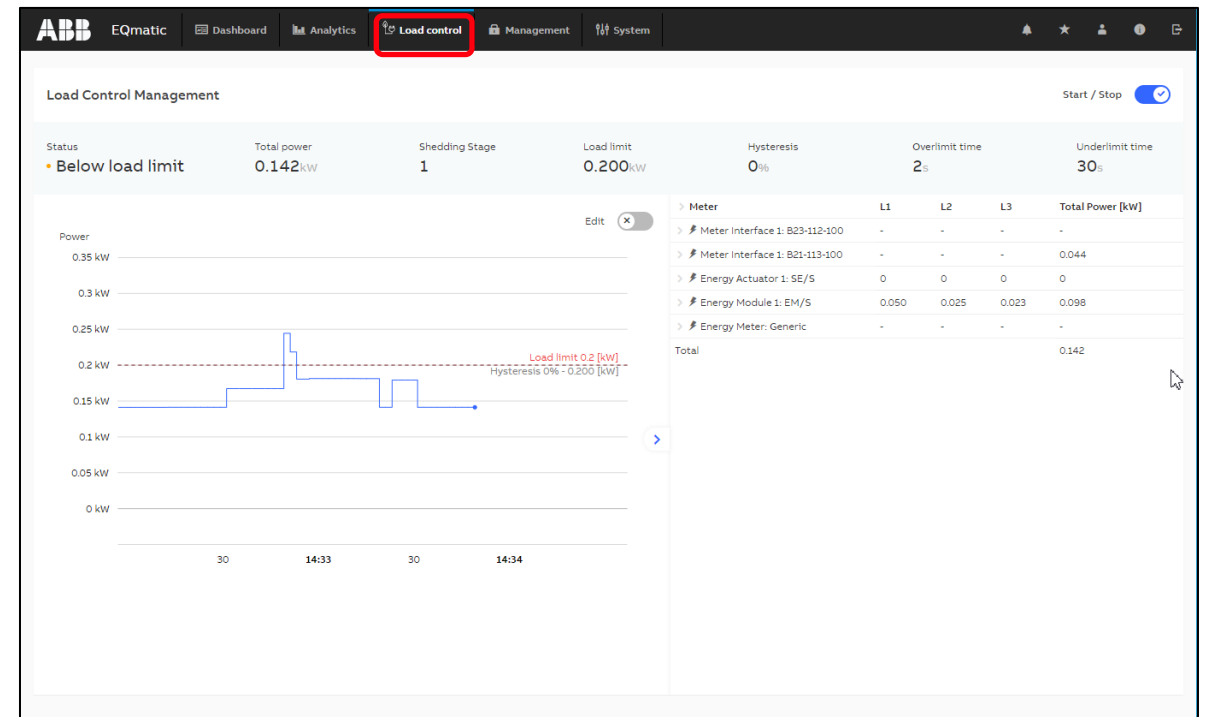 ABB EQmatic Dashboard Analytics Load control Management System
Load Control Management Start / Stop
Status Total power Shedding Stage Load limit Hysteresis Overlimit time Underlimit time
• Below load limit 0.142kW 1 0.200kW 0% 2s 30s
Edit
Power
0.35 kW
0.3 kW
0.25 kW
0.2 kW
0.15 kW
0.1 kW
0.05 kW
0 kW
Load limit 0.2 [kW]
Hysteresis 0% - 0.200 [kW]
30 14:33 30 14:34
Meter L1 L2 L3 Total Power [kW]
Meter Interface 1: B23-112-100 - - - -
Meter Interface 1: B21-113-100 - - - 0.044
Energy Actuator 1: SE/S 0 0 0 0
Energy Module 1: EM/S 0.050 0.025 0.023 0.098
Energy Meter: Generic - - - -
Total 0.142